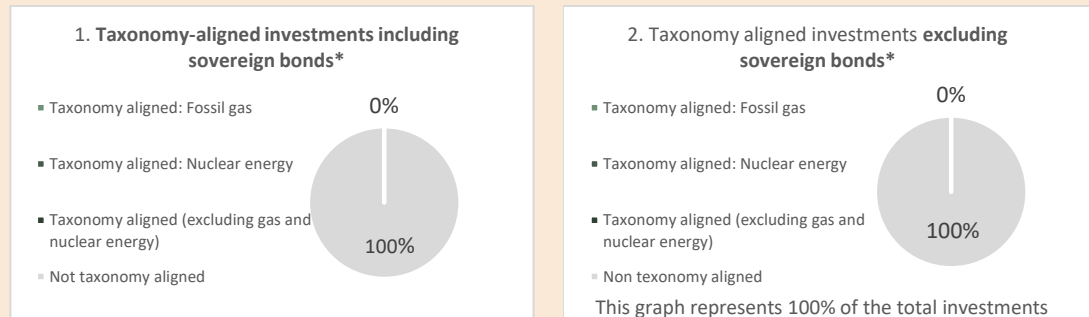 1. Taxonomy-aligned investments including
sovereign bonds*
Taxonomy aligned: Fossil gas
Taxonomy aligned: Nuclear energy
Taxonomy aligned (excluding gas and
nuclear energy)
Not taxonomy aligned
0%
100%
2. Taxonomy aligned investments excluding
sovereign bonds*
Taxonomy aligned: Fossil gas
Taxonomy aligned: Nuclear energy
Taxonomy aligned (excluding gas and
nuclear energy)
Non texonomy aligned
0%
100%
This graph represents 100% of the total investments